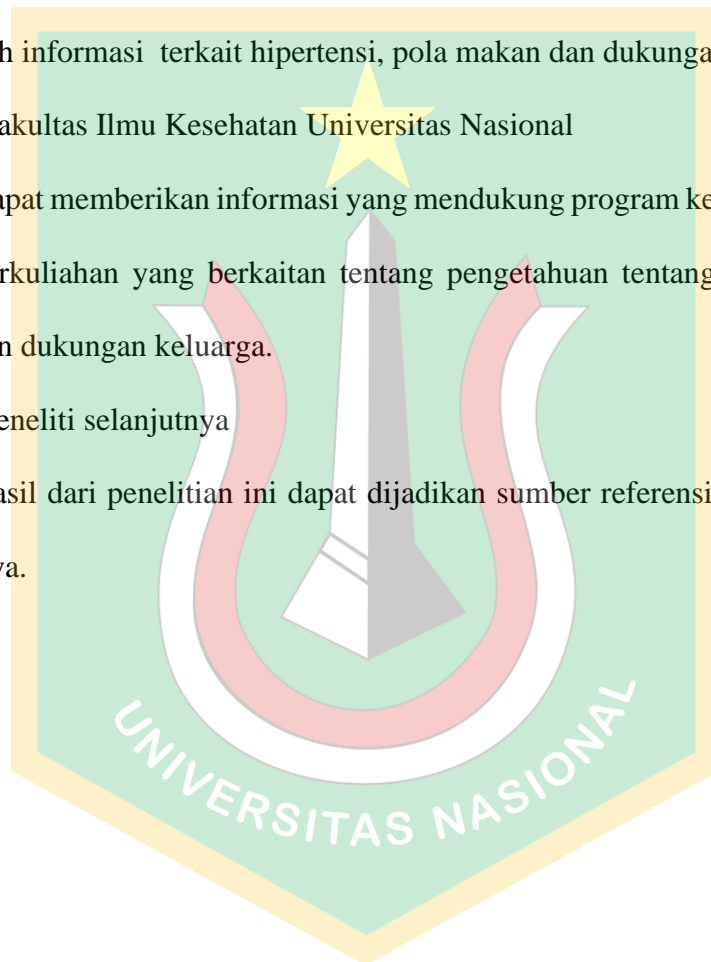 h informasi terkait hipertensi, pola makan dan dukunga
akultas Ilmu Kesehatan Universitas Nasional
apat memberikan informasi yang mendukung program ke
rkuliahan yang berkaitan tentang pengetahuan tentang
n dukungan keluarga.
eneliti selanjutnya
asil dari penelitian ini dapat dijadikan sumber referensi
ya.
UNIVERSITAS NASIONAL